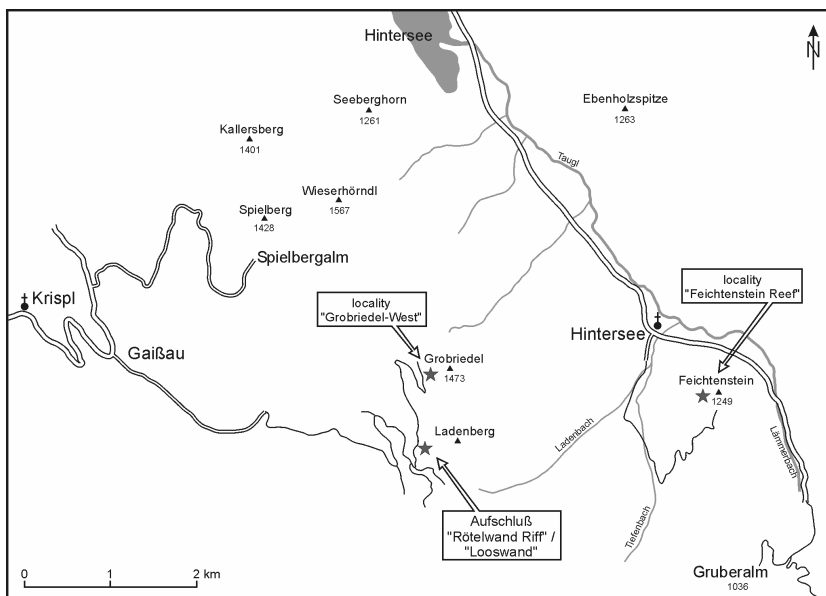 Hintersee
N
Seeberghorn
1261
Ebenholzspitze
1263
Kallersberg
1401
Taugl
Wieserhörndl
1567
Spielberg
1428
Spielbergalm
Krispl
locality
"Grobriedel-West"
locality
"Feichtenstein Reef"
Hintersee
Gaißau
Grobriedel
1473
Feichtenstein
1249
Ladenberg
Ladenbach
Lämmerbach
Tiefenbach
Aufschluß
"Rötelwand Riff" /
"Looswand"
Gruberalm
1036
0 1 2 km